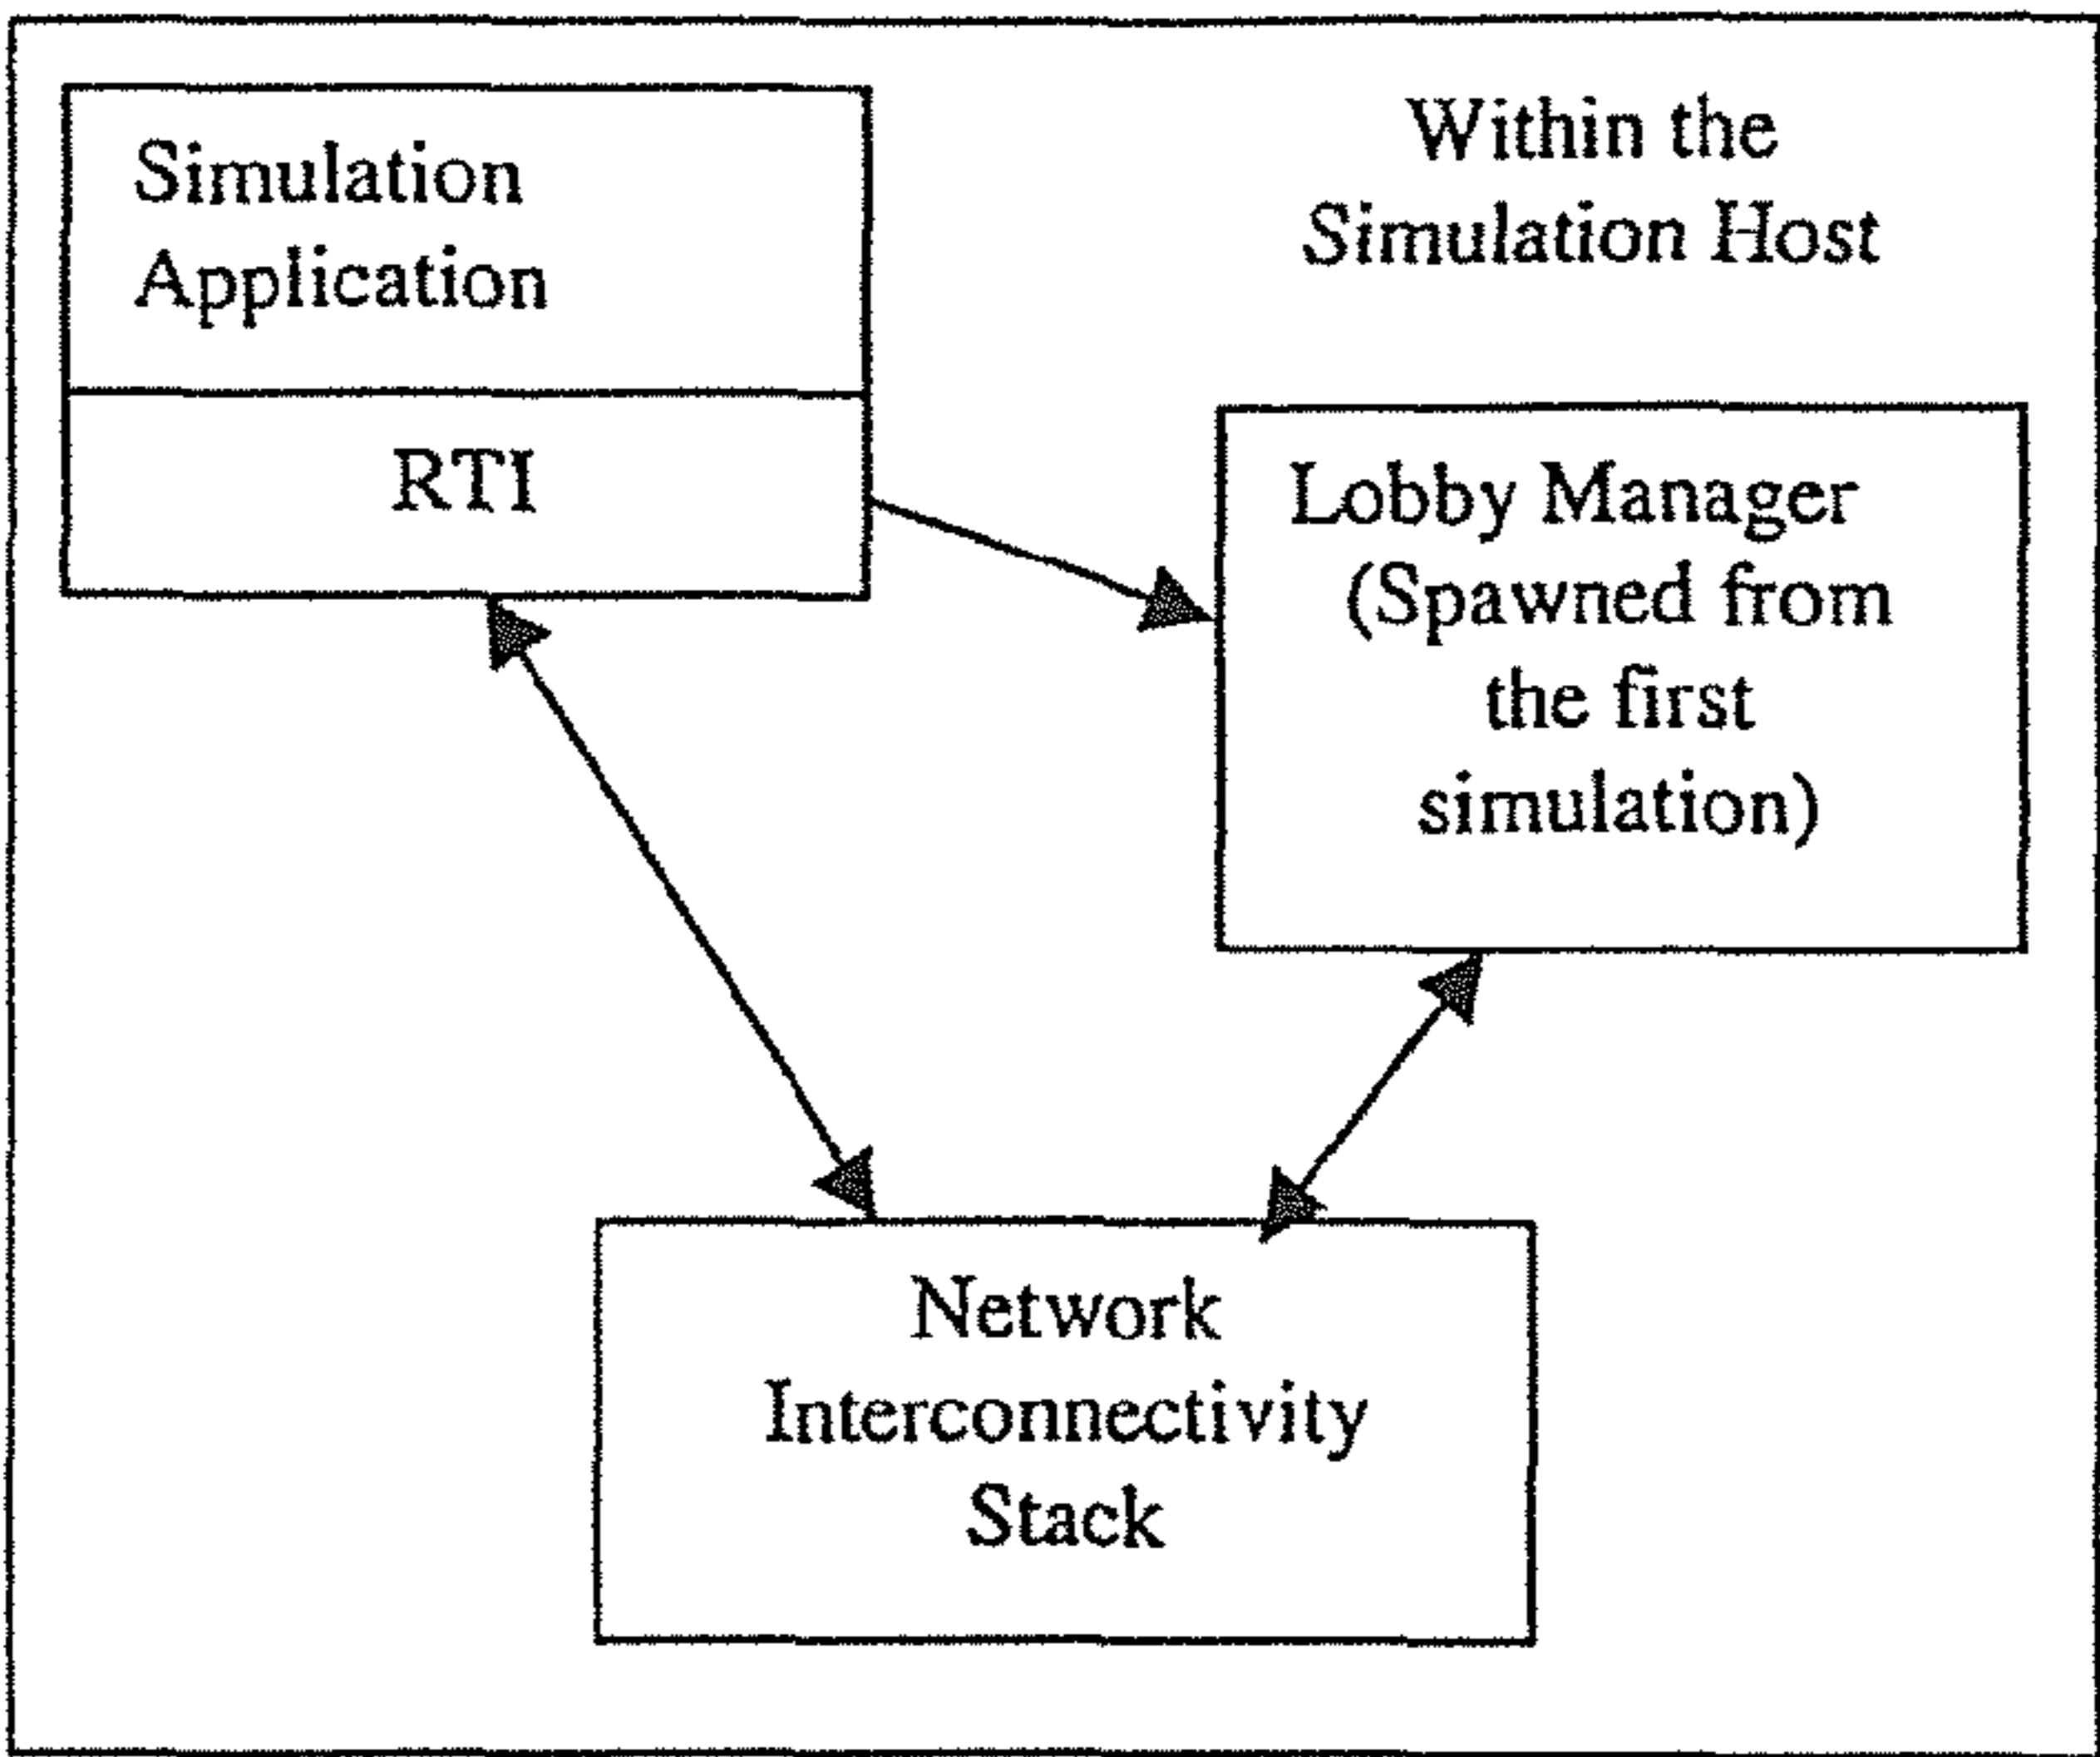 Simulation
Application
RTI
Within the
Simulation Host
Lobby Manager
(Spawned from
the first
simulation)
Network
Interconnectivity
Stack